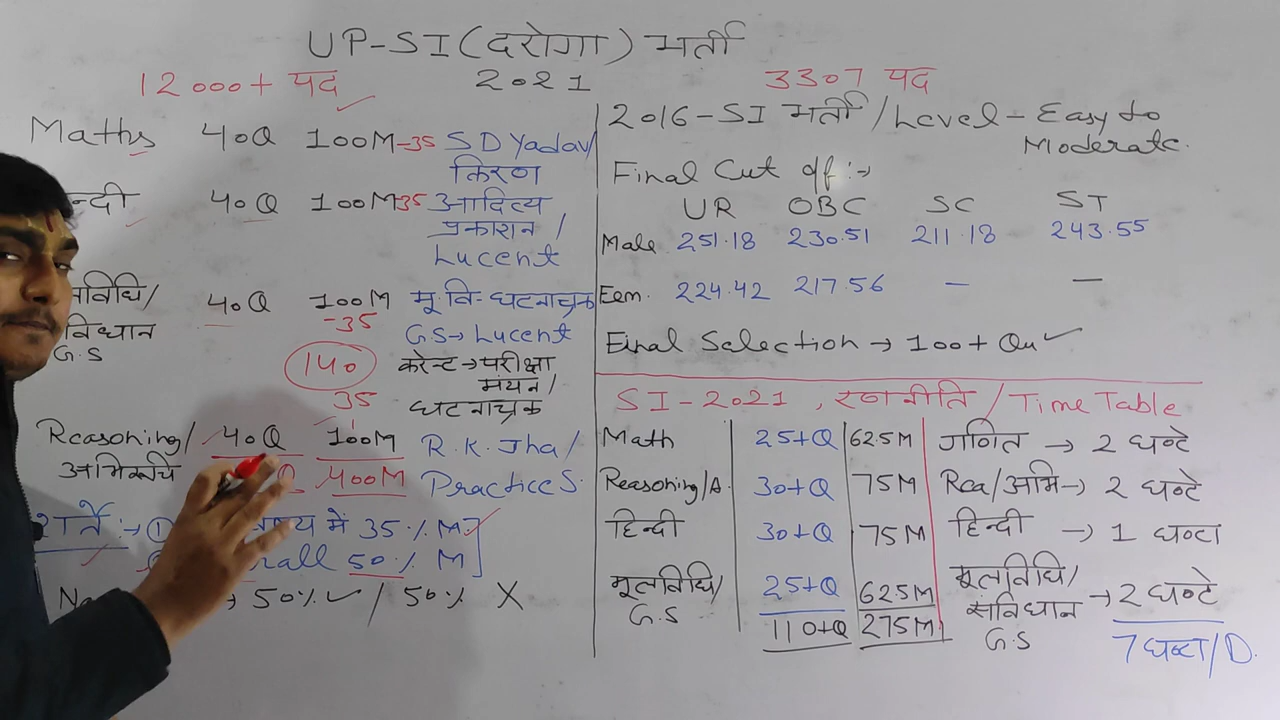 UP-SI (दरोगा) भर्ती
12000+ पद 2021 3307 पद
Maths 40Q 100M-35 S D Yadav/
किरण
न्दी 40Q 100M 35 आदित्य
प्रकाशन /
Lucent
विधि/ 40Q 100M मू.वि.-घटनाचक्र
-35
विधान
G.S
GS→Lucent
140 करेन्ट→परीक्षा
मंथन/
घटनाचक्र
35
Reasoning/ 40Q 100M R.K. Jha/
अभिरुचि Q 400M Practice S.
शर्ते :→ ① में 35% M
50% M
50% ✓ / 50% X
2016-SI भर्ती/Level - Easy to
Moderate.
Final Cut off :→
UR OBC SC ST
Male 251.18 230.51 211.18 243.55
Fem. 224.42 217.56 — —
Final Selection → 100+ Qu ✓
SI-2021, रणनीति / Time Table
Math 25+Q 62.5M गणित → 2 घण्टे
Reasoning/A. 30+Q 75M Rea/अभि→ 2 घण्टे
हिन्दी 30+Q 75M हिन्दी → 1 घण्टा
मूलविधि/ 25+Q 62.5M मूलविधि/
G.S
संविधान → 2 घण्टे
G.S
110+Q 275M
7 घण्टा/D.